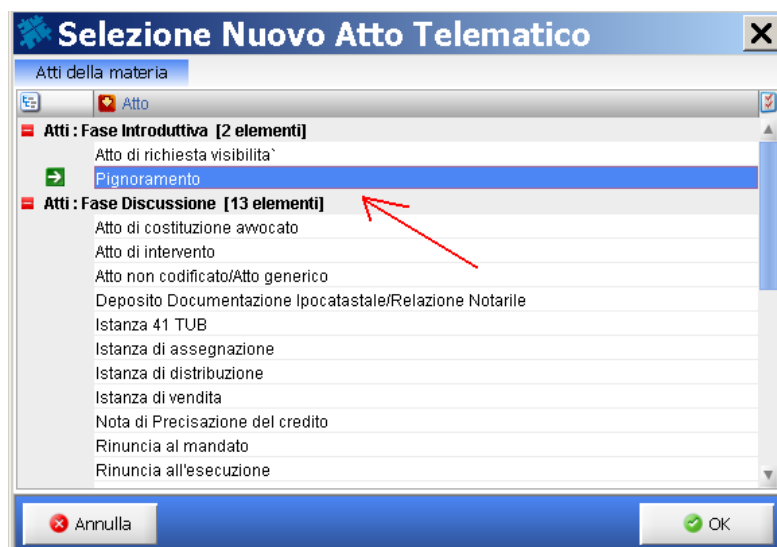 Selezione Nuovo Atto Telematico
Atti della materia
Atto
Atti : Fase Introduttiva [2 elementi]
Atto di richiesta visibilita`
Pignoramento
Atti : Fase Discussione [13 elementi]
Atto di costituzione avvocato
Atto di intervento
Atto non codificato/Atto generico
Deposito Documentazione Ipocatastale/Relazione Notarile
Istanza 41 TUB
Istanza di assegnazione
Istanza di distribuzione
Istanza di vendita
Nota di Precisazione del credito
Rinuncia al mandato
Rinuncia all'esecuzione
Annulla OK